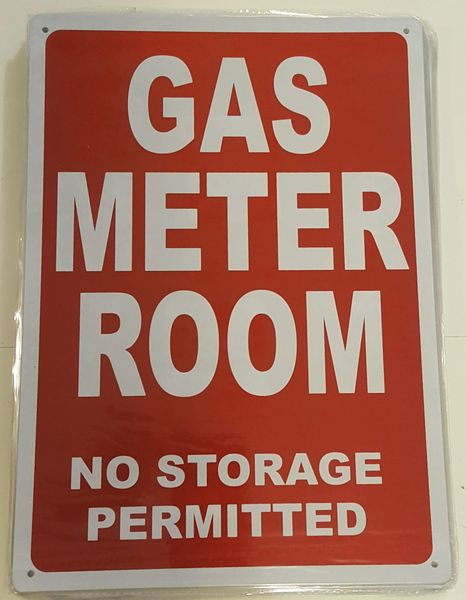 GAS
METER
ROOM
NO STORAGE
PERMITTED